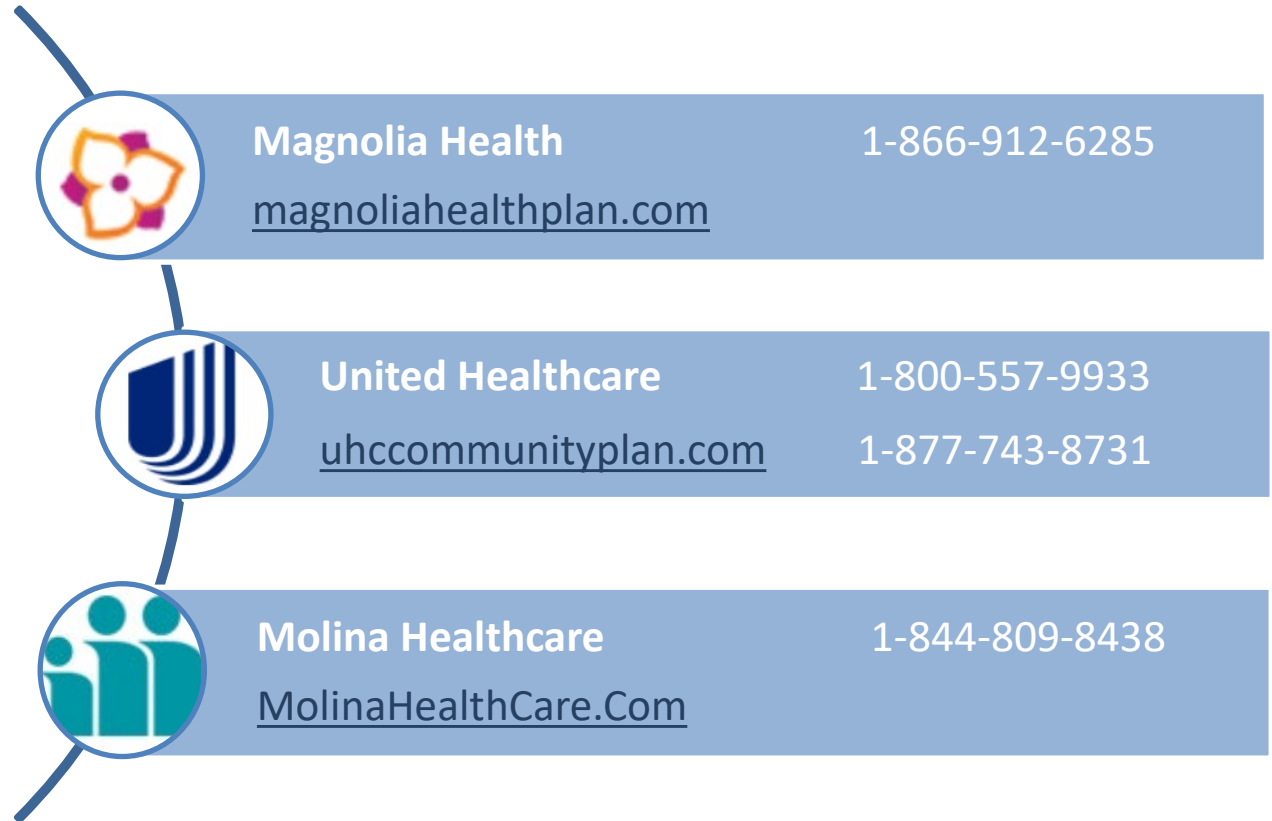 Magnolia Health 1-866-912-6285
magnoliahealthplan.com
United Healthcare 1-800-557-9933
uhccommunityplan.com 1-877-743-8731
Molina Healthcare 1-844-809-8438
MolinaHealthCare.Com